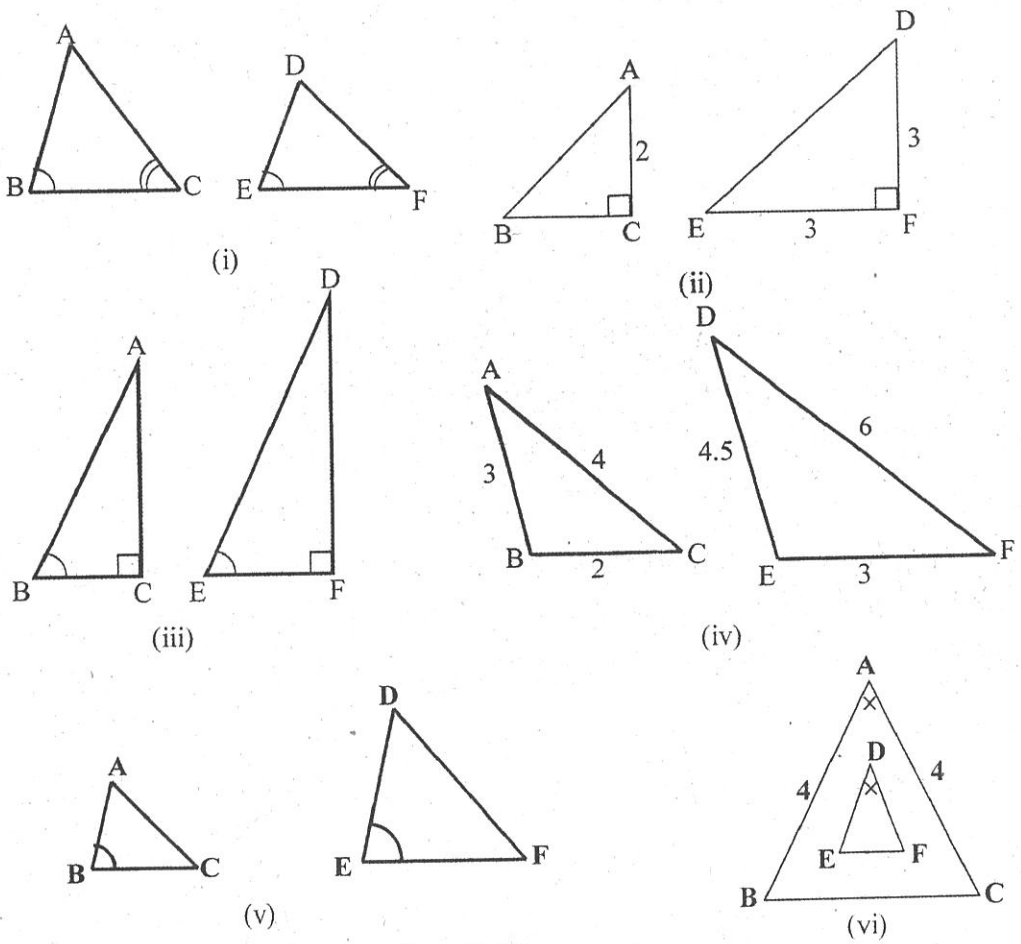 A
B C
D
E F
(i)
A
2
B C
D
3
E 3 F
(ii)
A
B C
D
E F
(iii)
A
3 4
B 2 C
D
4.5 6
E 3 F
(iv)
A
B C
D
E F
(v)
A
×
D
4 × 4
E F
B C
(vi)